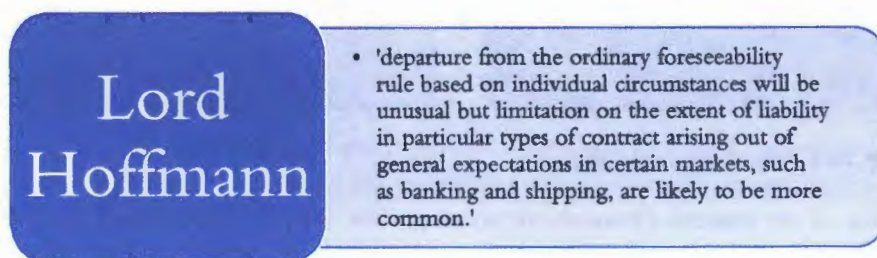 Lord
Hoffmann
• 'departure from the ordinary foreseeability
rule based on individual circumstances will be
unusual but limitation on the extent of liability
in particular types of contract arising out of
general expectations in certain markets, such
as banking and shipping, are likely to be more
common.'